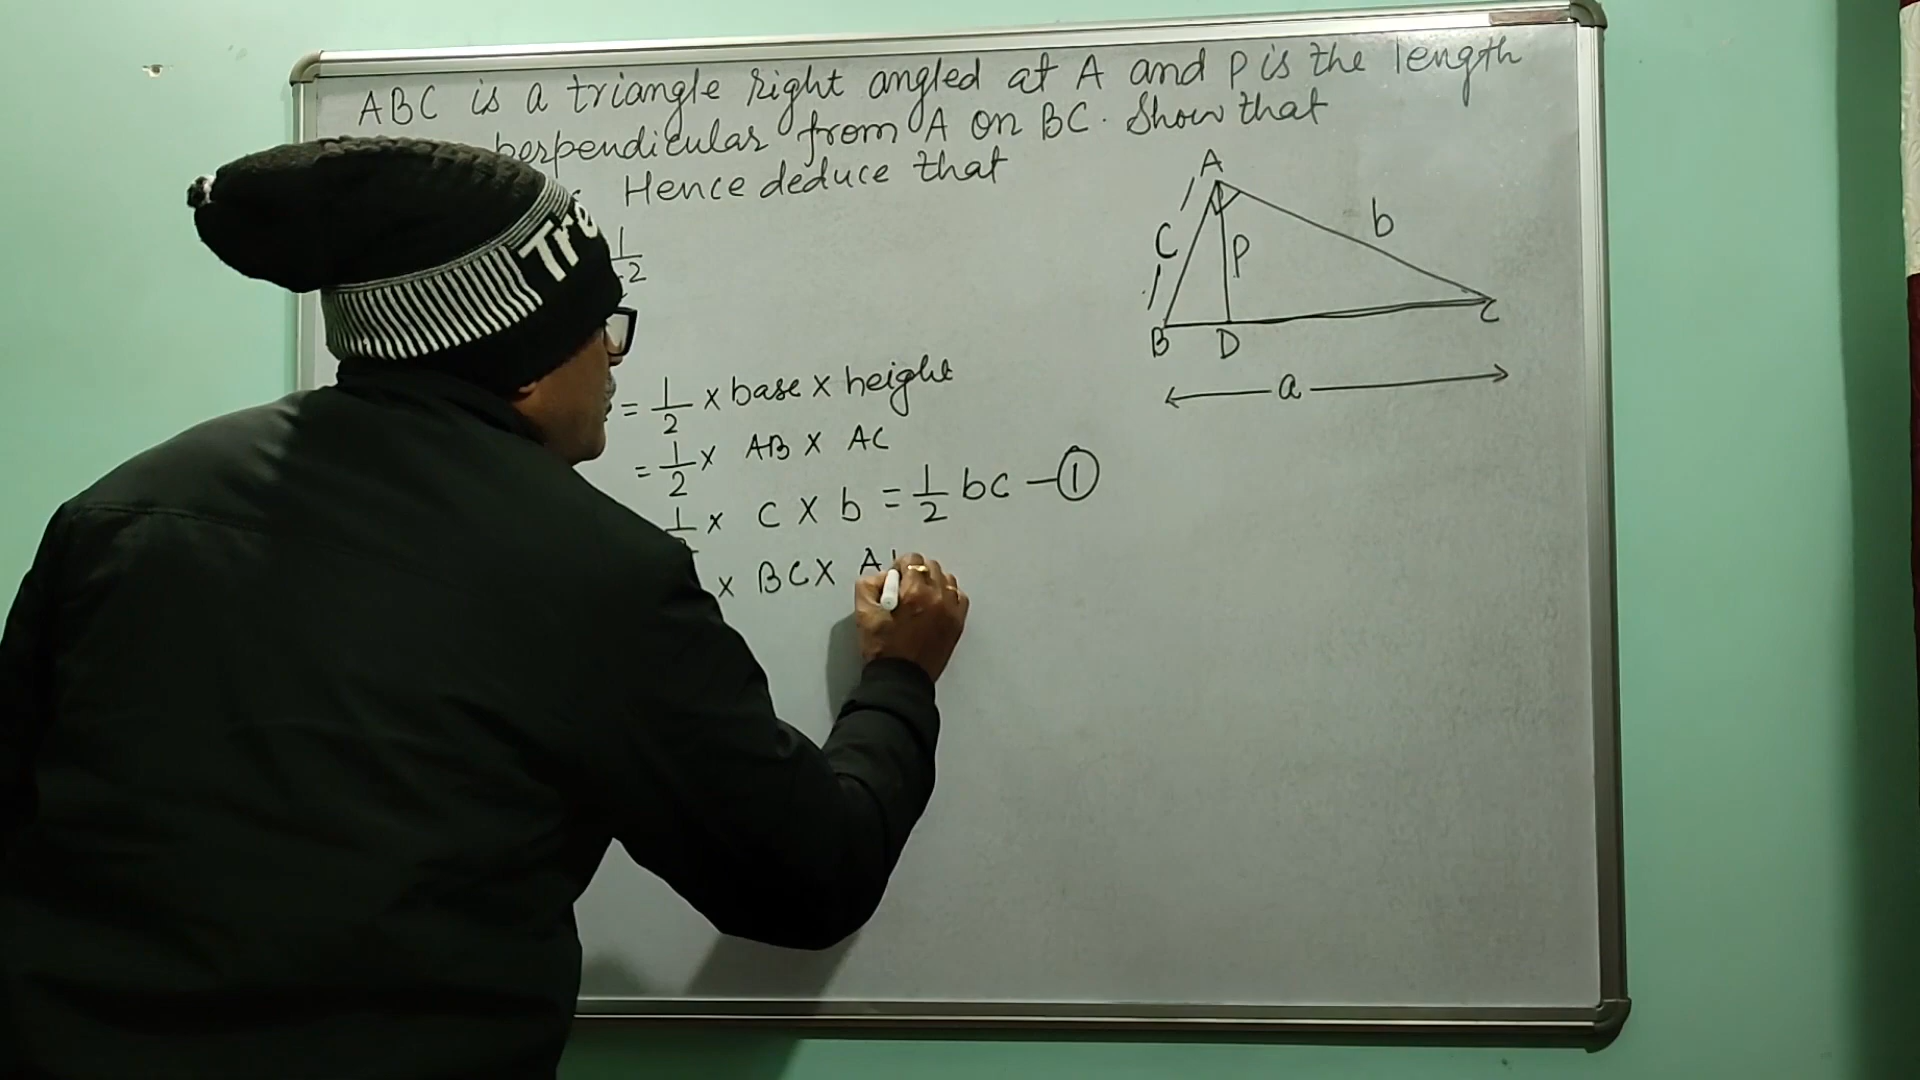 ABC is a triangle right angled at A and P is the length
perpendicular from A on BC. Show that
Hence deduce that
1
2
= 1/2 × base × height
= 1/2 × AB × AC
1 × c × b = 1/2 bc - ①
× BC × A
A
C
P
b
B
D
C
a
Tre